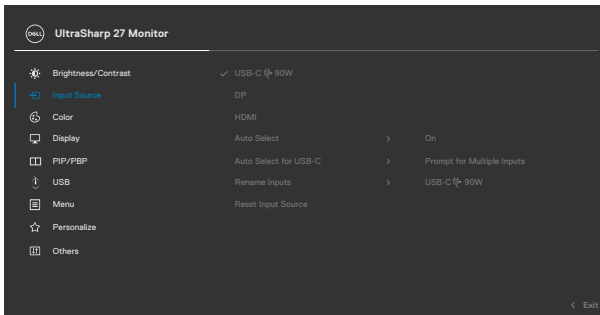 DELL UltraSharp 27 Monitor
Brightness/Contrast USB-C 90W
Input Source DP
Color HDMI
Display Auto Select > On
PIP/PBP Auto Select for USB-C > Prompt for Multiple Inputs
USB Rename Inputs > USB-C 90W
Menu Reset Input Source
Personalize
Others
< Exit